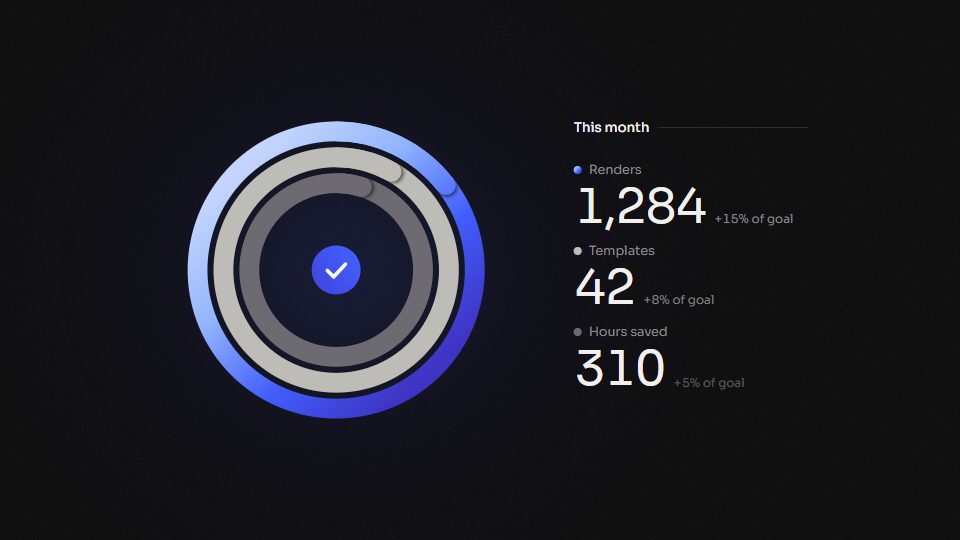 This month
Renders
1,284 +15% of goal
Templates
42 +8% of goal
Hours saved
310 +5% of goal